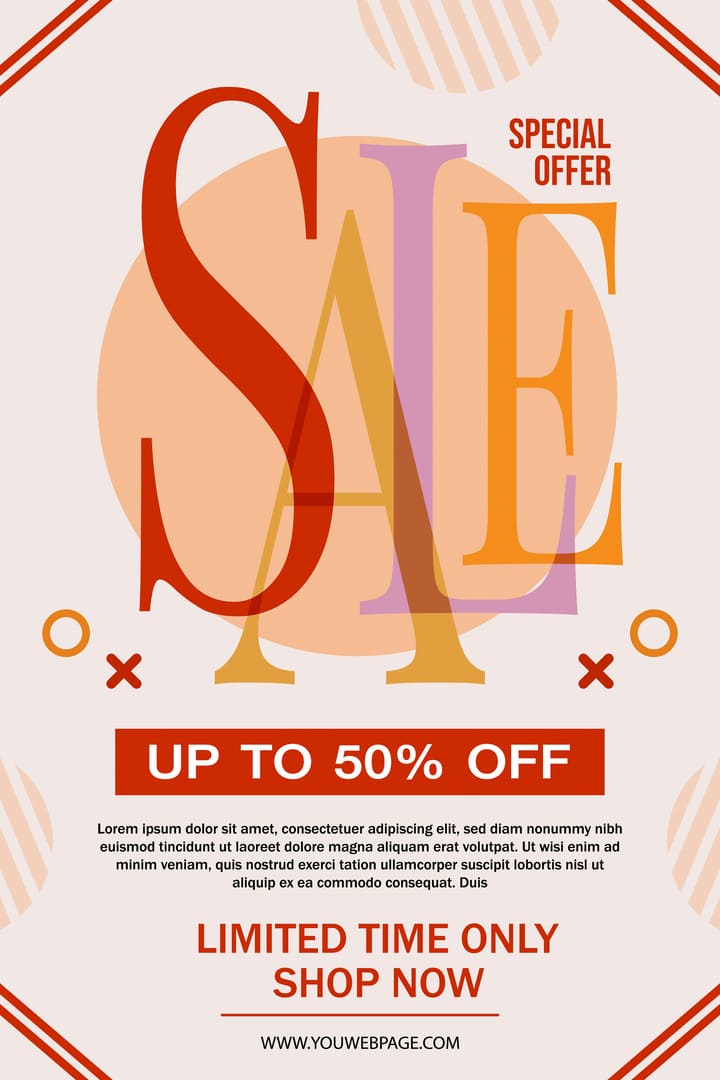 SALE
SPECIAL
OFFER
UP TO 50% OFF
Lorem ipsum dolor sit amet, consectetuer adipiscing elit, sed diam nonummy nibh
euismod tincidunt ut laoreet dolore magna aliquam erat volutpat. Ut wisi enim ad
minim veniam, quis nostrud exerci tation ullamcorper suscipit lobortis nisl ut
aliquip ex ea commodo consequat. Duis
LIMITED TIME ONLY
SHOP NOW
WWW.YOUWEBPAGE.COM